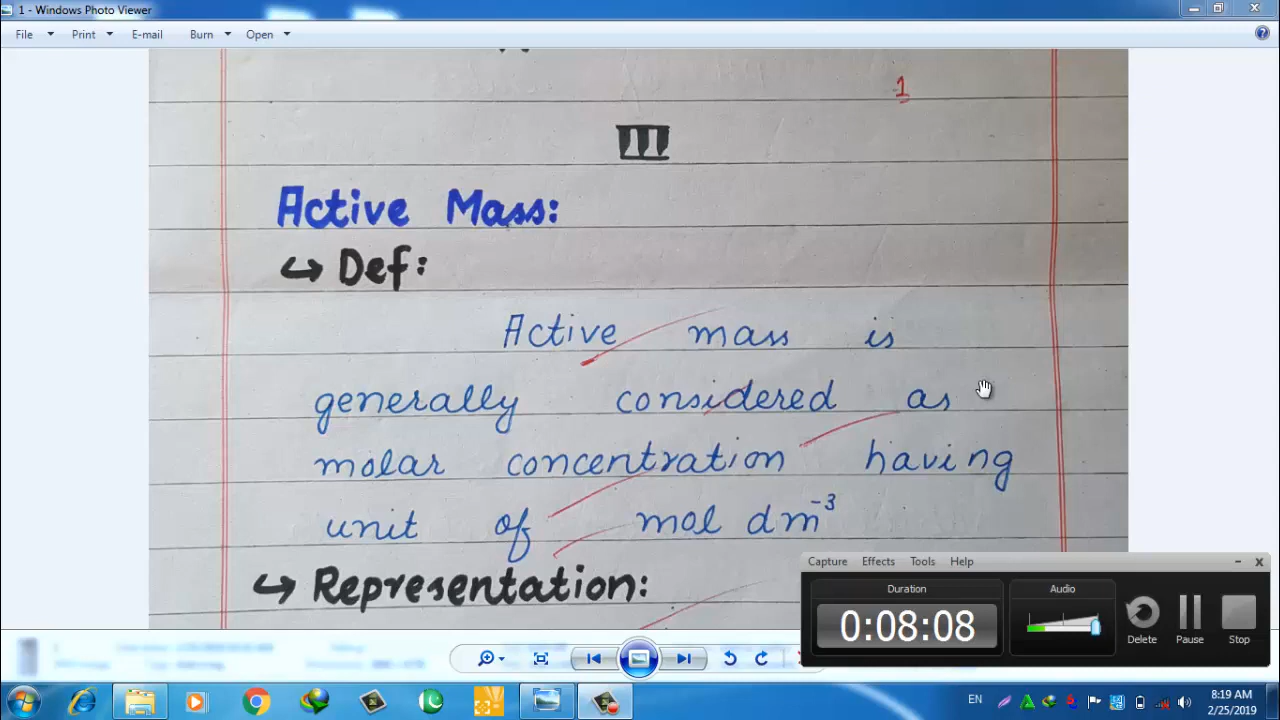 1 - Windows Photo Viewer
File Print E-mail Burn Open
1
III
Active Mass:
↪ Def:
Active mass is
generally considered as
molar concentration having
unit of mol dm⁻³
↪ Representation:
Capture Effects Tools Help
Duration Audio
0:08:08
Delete Pause Stop
EN
8:19 AM
2/25/2019